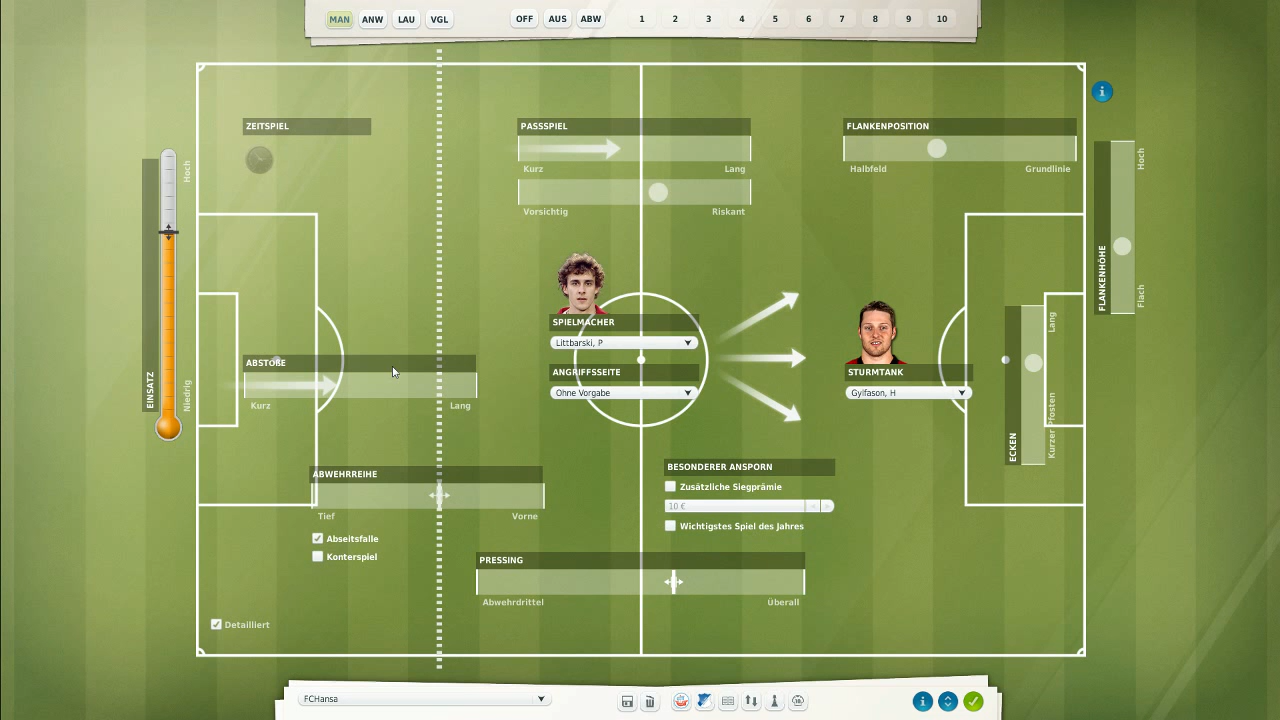 MAN ANW LAU VGL OFF AUS ABW 1 2 3 4 5 6 7 8 9 10
ZEITSPIEL
PASSSPIEL
Kurz Lang
Vorsichtig Riskant
FLANKENPOSITION
Halbfeld Grundlinie
EINSATZ
Hoch
Niedrig
FLANKENHÖHE
Hoch
Flach
SPIELMACHER
Littbarski, P
ANGRIFFSSEITE
Ohne Vorgabe
STURMTANK
Gylfason, H
ECKEN
Lang
Kurzer Pfosten
ABSTÖßE
Kurz Lang
ABWEHRREIHE
Tief Vorne
Abseitsfalle
Konterspiel
BESONDERER ANSPORN
Zusätzliche Siegprämie
10 €
Wichtigstes Spiel des Jahres
PRESSING
Abwehrdrittel Überall
Detailliert
FCHansa